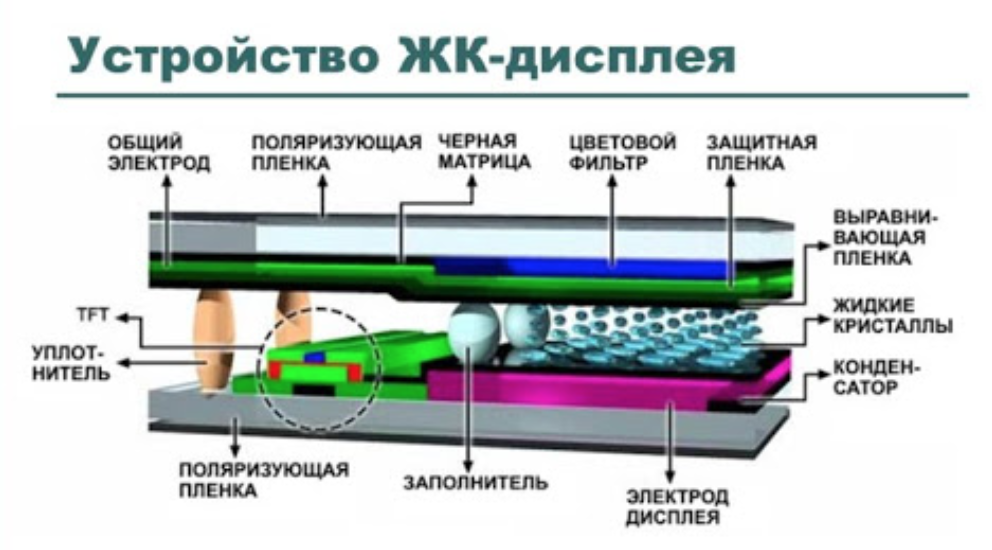 Устройство ЖК-дисплея
ОБЩИЙ
ЭЛЕКТРОД
ПОЛЯРИЗУЮЩАЯ
ПЛЕНКА
ЧЕРНАЯ
МАТРИЦА
ЦВЕТОВОЙ
ФИЛЬТР
ЗАЩИТНАЯ
ПЛЕНКА
ВЫРАВНИ-
ВАЮЩАЯ
ПЛЕНКА
TFT
ЖИДКИЕ
КРИСТАЛЛЫ
УПЛОТ-
НИТЕЛЬ
КОНДЕН-
САТОР
ПОЛЯРИЗУЮЩАЯ
ПЛЕНКА
ЗАПОЛНИТЕЛЬ
ЭЛЕКТРОД
ДИСПЛЕЯ